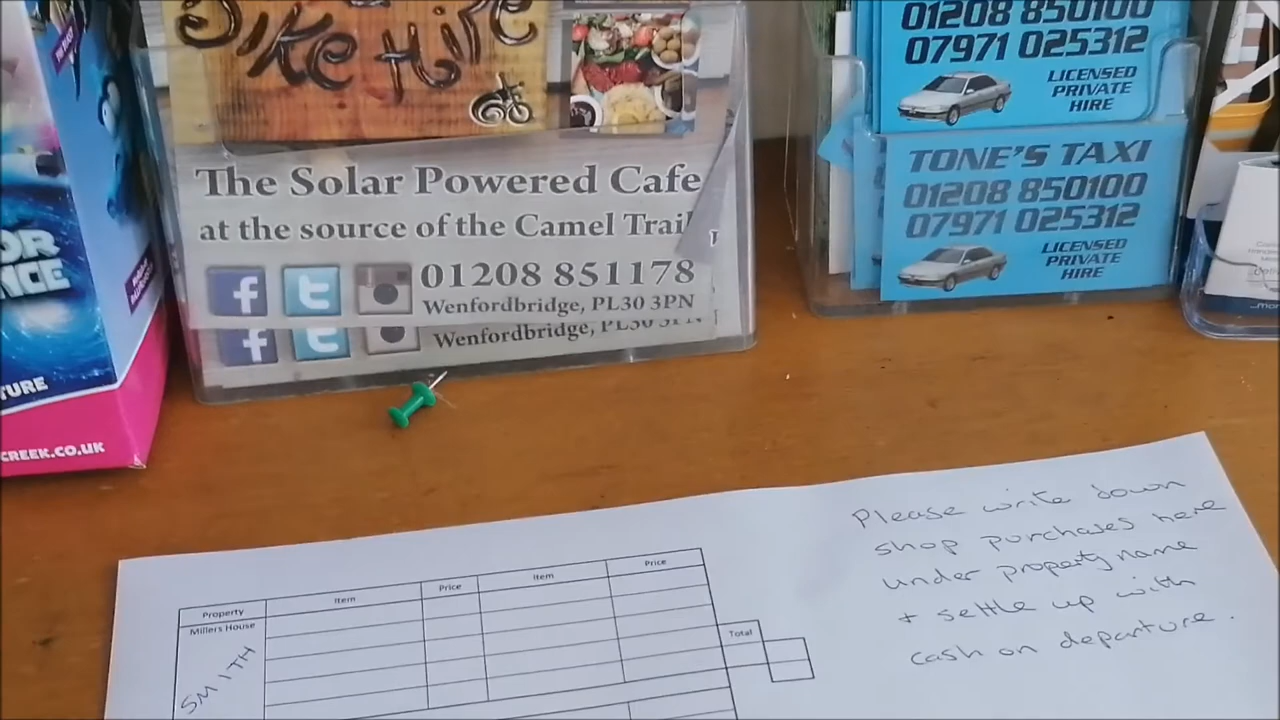 Bike Hire
The Solar Powered Cafe
at the source of the Camel Trail
01208 851178
Wenfordbridge, PL30 3PN
Wenfordbridge, PL30 3PN
01208 850100
07971 025312
LICENSED
PRIVATE
HIRE
TONE'S TAXI
01208 850100
07971 025312
LICENSED
PRIVATE
HIRE
CREEK.CO.UK
Please write down
shop purchases here
under property name
+ settle up with
cash on departure.
Property Item Price Item Price
Millers House
SMITH
Total